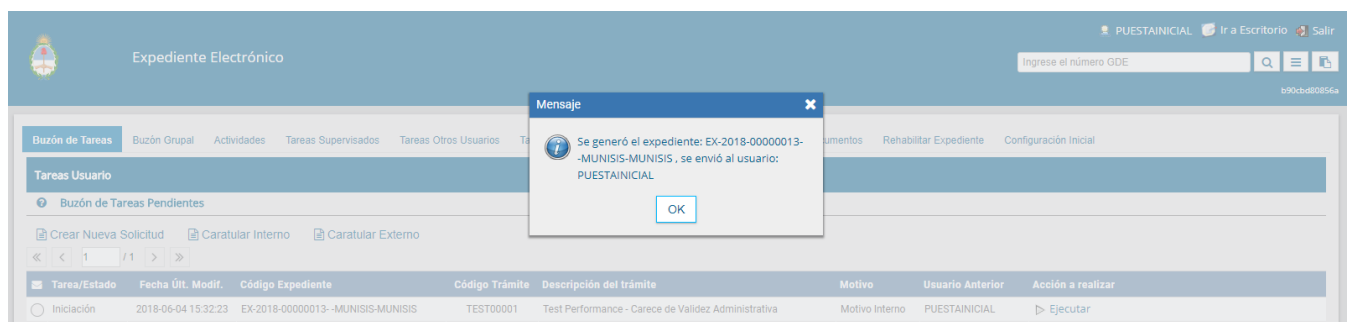 PUESTAINICIAL Ir a Escritorio Salir
Expediente Electrónico
Ingrese el número GDE
b90cbd80856a
Mensaje
Se generó el expediente: EX-2018-00000013-
-MUNISIS-MUNISIS , se envió al usuario:
PUESTAINICIAL
OK
Buzón de Tareas Buzón Grupal Actividades Tareas Supervisados Tareas Otros Usuarios Rehabilitar Expediente Configuración Inicial
Tareas Usuario
Buzón de Tareas Pendientes
Crear Nueva Solicitud Caratular Interno Caratular Externo
1 / 1
Tarea/Estado Fecha Últ. Modif. Código Expediente Código Trámite Descripción del trámite Motivo Usuario Anterior Acción a realizar
Iniciación 2018-06-04 15:32:23 EX-2018-00000013- -MUNISIS-MUNISIS TEST00001 Test Performance - Carece de Validez Administrativa Motivo Interno PUESTAINICIAL Ejecutar